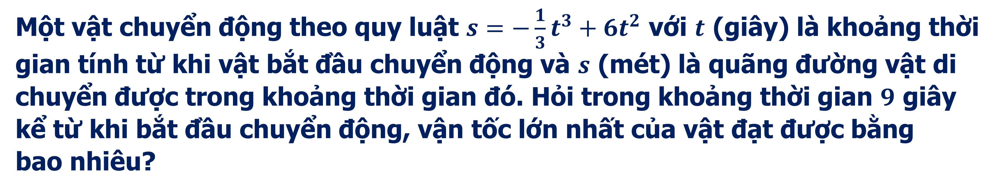 Một vật chuyển động theo quy luật $s = -\frac{1}{3}t^3 + 6t^2$ với $t$ (giây) là khoảng thời
gian tính từ khi vật bắt đầu chuyển động và $s$ (mét) là quãng đường vật di
chuyển được trong khoảng thời gian đó. Hỏi trong khoảng thời gian 9 giây
kể từ khi bắt đầu chuyển động, vận tốc lớn nhất của vật đạt được bằng
bao nhiêu?